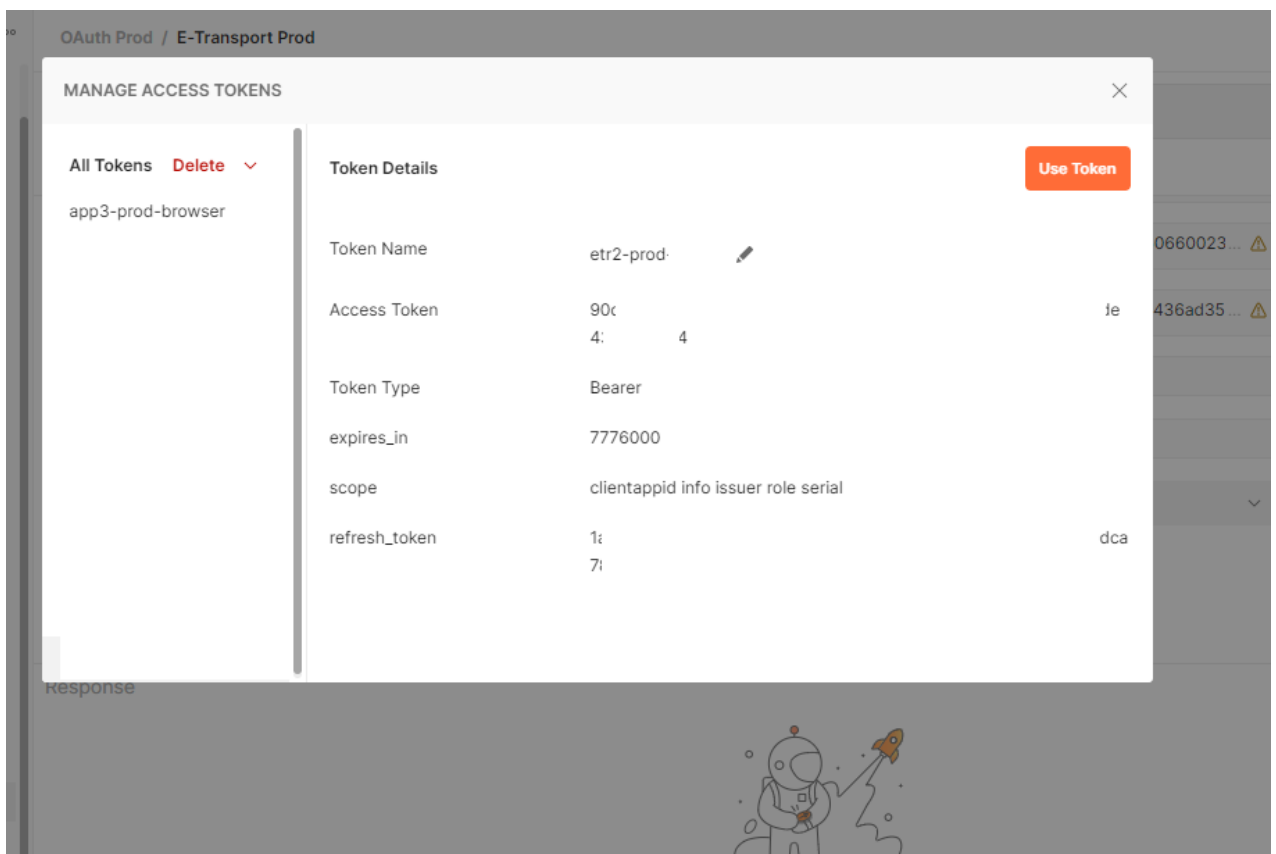 OAuth Prod / E-Transport Prod
MANAGE ACCESS TOKENS
All Tokens Delete
app3-prod-browser
Token Details
Use Token
Token Name
etr2-prod-
Access Token
90
de
4
4
Token Type
Bearer
expires_in
7776000
scope
clientappid info issuer role serial
refresh_token
1
dca
7
0660023...
436ad35...
Response